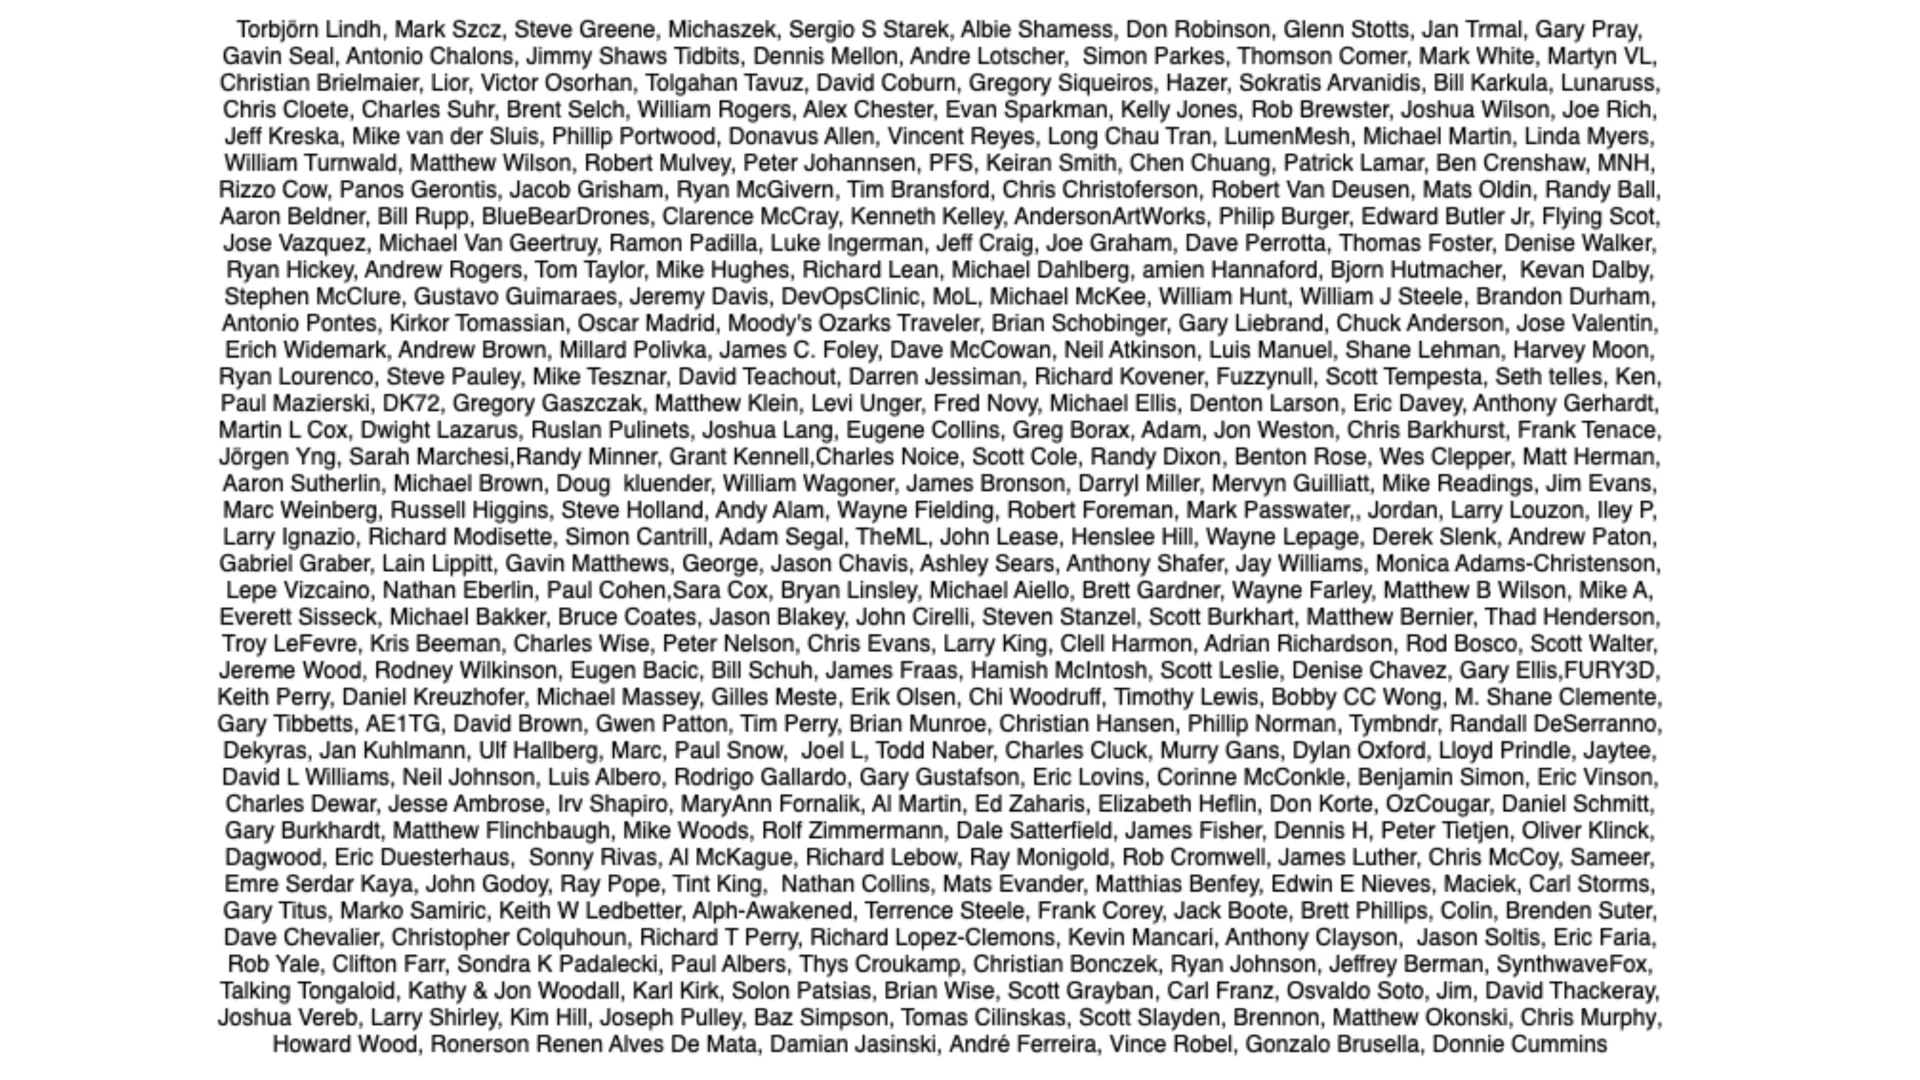 Torbjörn Lindh, Mark Szcz, Steve Greene, Michaszek, Sergio S Starek, Albie Shamess, Don Robinson, Glenn Stotts, Jan Trmal, Gary Pray,
Gavin Seal, Antonio Chalons, Jimmy Shaws Tidbits, Dennis Mellon, Andre Lotscher,  Simon Parkes, Thomson Comer, Mark White, Martyn VL,
Christian Brielmaier, Lior, Victor Osorhan, Tolgahan Tavuz, David Coburn, Gregory Siqueiros, Hazer, Sokratis Arvanidis, Bill Karkula, Lunaruss,
Chris Cloete, Charles Suhr, Brent Selch, William Rogers, Alex Chester, Evan Sparkman, Kelly Jones, Rob Brewster, Joshua Wilson, Joe Rich,
Jeff Kreska, Mike van der Sluis, Phillip Portwood, Donavus Allen, Vincent Reyes, Long Chau Tran, LumenMesh, Michael Martin, Linda Myers,
William Turnwald, Matthew Wilson, Robert Mulvey, Peter Johannsen, PFS, Keiran Smith, Chen Chuang, Patrick Lamar, Ben Crenshaw, MNH,
Rizzo Cow, Panos Gerontis, Jacob Grisham, Ryan McGivern, Tim Bransford, Chris Christoferson, Robert Van Deusen, Mats Oldin, Randy Ball,
Aaron Beldner, Bill Rupp, BlueBearDrones, Clarence McCray, Kenneth Kelley, AndersonArtWorks, Philip Burger, Edward Butler Jr, Flying Scot,
Jose Vazquez, Michael Van Geertruy, Ramon Padilla, Luke Ingerman, Jeff Craig, Joe Graham, Dave Perrotta, Thomas Foster, Denise Walker,
Ryan Hickey, Andrew Rogers, Tom Taylor, Mike Hughes, Richard Lean, Michael Dahlberg, amien Hannaford, Bjorn Hutmacher,  Kevan Dalby,
Stephen McClure, Gustavo Guimaraes, Jeremy Davis, DevOpsClinic, MoL, Michael McKee, William Hunt, William J Steele, Brandon Durham,
Antonio Pontes, Kirkor Tomassian, Oscar Madrid, Moody's Ozarks Traveler, Brian Schobinger, Gary Liebrand, Chuck Anderson, Jose Valentin,
Erich Widemark, Andrew Brown, Millard Polivka, James C. Foley, Dave McCowan, Neil Atkinson, Luis Manuel, Shane Lehman, Harvey Moon,
Ryan Lourenco, Steve Pauley, Mike Tesznar, David Teachout, Darren Jessiman, Richard Kovener, Fuzzynull, Scott Tempesta, Seth telles, Ken,
Paul Mazierski, DK72, Gregory Gaszczak, Matthew Klein, Levi Unger, Fred Novy, Michael Ellis, Denton Larson, Eric Davey, Anthony Gerhardt,
Martin L Cox, Dwight Lazarus, Ruslan Pulinets, Joshua Lang, Eugene Collins, Greg Borax, Adam, Jon Weston, Chris Barkhurst, Frank Tenace,
Jörgen Yng, Sarah Marchesi,Randy Minner, Grant Kennell,Charles Noice, Scott Cole, Randy Dixon, Benton Rose, Wes Clepper, Matt Herman,
Aaron Sutherlin, Michael Brown, Doug  kluender, William Wagoner, James Bronson, Darryl Miller, Mervyn Guilliatt, Mike Readings, Jim Evans,
Marc Weinberg, Russell Higgins, Steve Holland, Andy Alam, Wayne Fielding, Robert Foreman, Mark Passwater,, Jordan, Larry Louzon, Iley P,
Larry Ignazio, Richard Modisette, Simon Cantrill, Adam Segal, TheML, John Lease, Henslee Hill, Wayne Lepage, Derek Slenk, Andrew Paton,
Gabriel Graber, Lain Lippitt, Gavin Matthews, George, Jason Chavis, Ashley Sears, Anthony Shafer, Jay Williams, Monica Adams-Christenson,
Lepe Vizcaino, Nathan Eberlin, Paul Cohen,Sara Cox, Bryan Linsley, Michael Aiello, Brett Gardner, Wayne Farley, Matthew B Wilson, Mike A,
Everett Sisseck, Michael Bakker, Bruce Coates, Jason Blakey, John Cirelli, Steven Stanzel, Scott Burkhart, Matthew Bernier, Thad Henderson,
Troy LeFevre, Kris Beeman, Charles Wise, Peter Nelson, Chris Evans, Larry King, Clell Harmon, Adrian Richardson, Rod Bosco, Scott Walter,
Jereme Wood, Rodney Wilkinson, Eugen Bacic, Bill Schuh, James Fraas, Hamish McIntosh, Scott Leslie, Denise Chavez, Gary Ellis,FURY3D,
Keith Perry, Daniel Kreuzhofer, Michael Massey, Gilles Meste, Erik Olsen, Chi Woodruff, Timothy Lewis, Bobby CC Wong, M. Shane Clemente,
Gary Tibbetts, AE1TG, David Brown, Gwen Patton, Tim Perry, Brian Munroe, Christian Hansen, Phillip Norman, Tymbndr, Randall DeSerranno,
Dekyras, Jan Kuhlmann, Ulf Hallberg, Marc, Paul Snow,  Joel L, Todd Naber, Charles Cluck, Murry Gans, Dylan Oxford, Lloyd Prindle, Jaytee,
David L Williams, Neil Johnson, Luis Albero, Rodrigo Gallardo, Gary Gustafson, Eric Lovins, Corinne McConkle, Benjamin Simon, Eric Vinson,
Charles Dewar, Jesse Ambrose, Irv Shapiro, MaryAnn Fornalik, Al Martin, Ed Zaharis, Elizabeth Heflin, Don Korte, OzCougar, Daniel Schmitt,
Gary Burkhardt, Matthew Flinchbaugh, Mike Woods, Rolf Zimmermann, Dale Satterfield, James Fisher, Dennis H, Peter Tietjen, Oliver Klinck,
Dagwood, Eric Duesterhaus,  Sonny Rivas, Al McKague, Richard Lebow, Ray Monigold, Rob Cromwell, James Luther, Chris McCoy, Sameer,
Emre Serdar Kaya, John Godoy, Ray Pope, Tint King,  Nathan Collins, Mats Evander, Matthias Benfey, Edwin E Nieves, Maciek, Carl Storms,
Gary Titus, Marko Samiric, Keith W Ledbetter, Alph-Awakened, Terrence Steele, Frank Corey, Jack Boote, Brett Phillips, Colin, Brenden Suter,
Dave Chevalier, Christopher Colquhoun, Richard T Perry, Richard Lopez-Clemons, Kevin Mancari, Anthony Clayson,  Jason Soltis, Eric Faria,
Rob Yale, Clifton Farr, Sondra K Padalecki, Paul Albers, Thys Croukamp, Christian Bonczek, Ryan Johnson, Jeffrey Berman, SynthwaveFox,
Talking Tongaloid, Kathy & Jon Woodall, Karl Kirk, Solon Patsias, Brian Wise, Scott Grayban, Carl Franz, Osvaldo Soto, Jim, David Thackeray,
Joshua Vereb, Larry Shirley, Kim Hill, Joseph Pulley, Baz Simpson, Tomas Cilinskas, Scott Slayden, Brennon, Matthew Okonski, Chris Murphy,
Howard Wood, Ronerson Renen Alves De Mata, Damian Jasinski, André Ferreira, Vince Robel, Gonzalo Brusella, Donnie Cummins